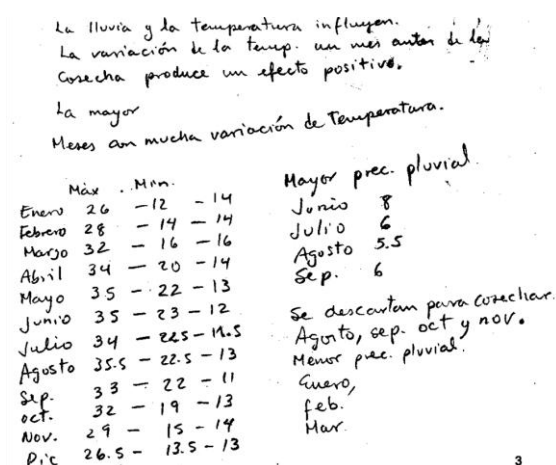 La lluvia y la temperatura influyen.
La variación de la temp. un mes antes de la
Cosecha produce un efecto positivo.
La mayor
Meses con mucha variación de temperatura.
Máx. Mín.
Enero 26 - 12 - 14
Febrero 28 - 14 - 14
Marzo 32 - 16 - 16
Abril 34 - 20 - 14
Mayo 35 - 22 - 13
Junio 35 - 23 - 12
Julio 34 - 22.5 - 11.5
Agosto 35.5 - 22.5 - 13
Sep. 33 - 22 - 11
oct. 32 - 19 - 13
Nov. 29 - 15 - 14
Dic 26.5 - 13.5 - 13
Mayor prec. pluvial
Junio 8
Julio 6
Agosto 5.5
Sep. 6
Se descartan para cosechar.
Agosto, sep. oct y nov.
Menor prec. pluvial.
Enero,
feb.
Mar.
3